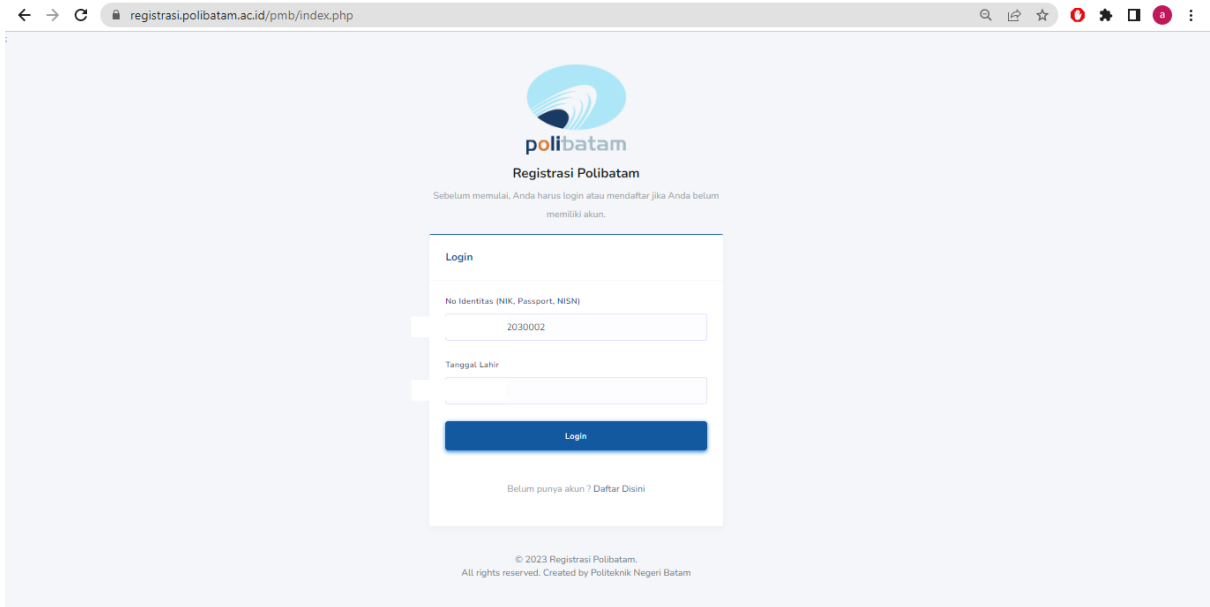 registrasi.polibatam.ac.id/pmb/index.php
a
polibatam
Registrasi Polibatam
Sebelum memulai, Anda harus login atau mendaftar jika Anda belum
memiliki akun.
Login
No Identitas (NIK, Passport, NISN)
2030002
Tanggal Lahir
Login
Belum punya akun ? Daftar Disini
© 2023 Registrasi Polibatam.
All rights reserved. Created by Politeknik Negeri Batam